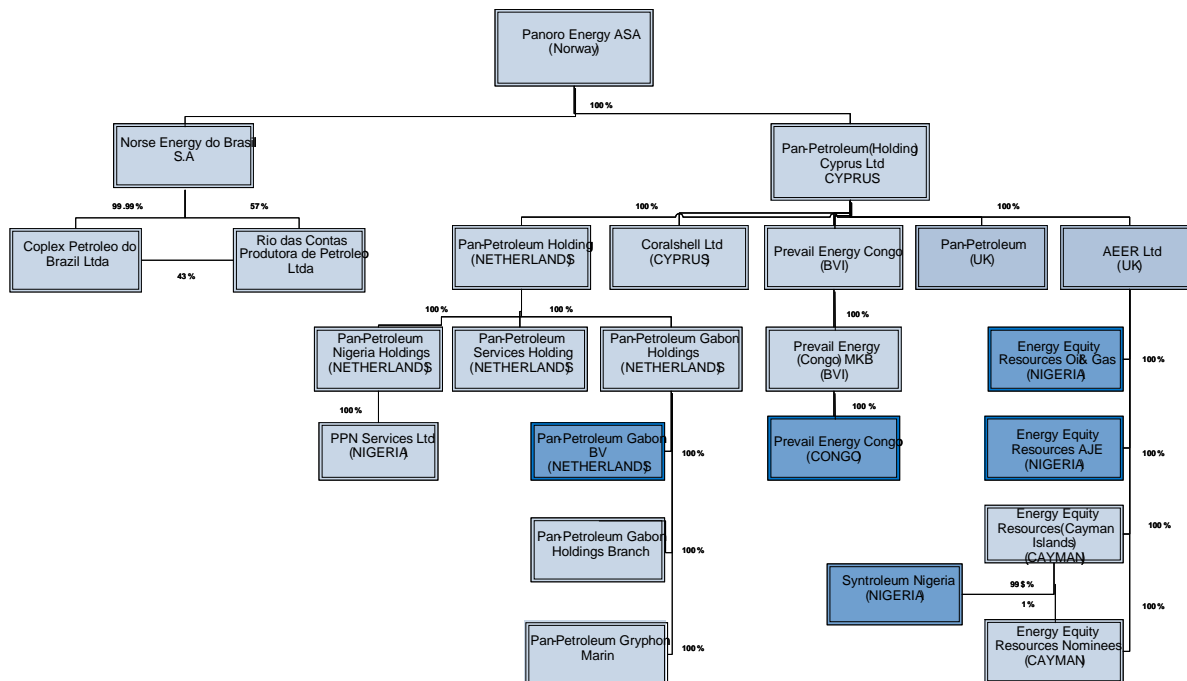 Panoro Energy ASA
(Norway)
100 %
Norse Energy do Brasil
S.A
Pan-Petroleum(Holding)
Cyprus Ltd
CYPRUS
99.99 %
57 %
100 %
100 %
Coplex Petroleo do
Brazil Ltda
43 %
Rio das Contas
Produtora de Petroleo
Ltda
Pan-Petroleum Holding
(NETHERLANDS)
Coralshell Ltd
(CYPRUS)
Prevail Energy Congo
(BVI)
Pan-Petroleum
(UK)
AEER Ltd
(UK)
100 %
100 %
100 %
Pan-Petroleum
Nigeria Holdings
(NETHERLANDS)
Pan-Petroleum
Services Holding
(NETHERLANDS)
Pan-Petroleum Gabon
Holdings
(NETHERLANDS)
Prevail Energy
(Congo) MKB
(BVI)
Energy Equity
Resources Oil& Gas
(NIGERIA)
100 %
100 %
100 %
PPN Services Ltd
(NIGERIA)
Pan-Petroleum Gabon
BV
(NETHERLANDS)
100 %
Prevail Energy Congo
(CONGO)
Energy Equity
Resources AJE
(NIGERIA)
100 %
Pan-Petroleum Gabon
Holdings Branch
100 %
Energy Equity
Resources(Cayman
Islands)
(CAYMAN)
100 %
Syntroleum Nigeria
(NIGERIA)
99$ %
1 %
100 %
Pan-Petroleum Gryphon
Marin
100 %
Energy Equity
Resources Nominees
(CAYMAN)